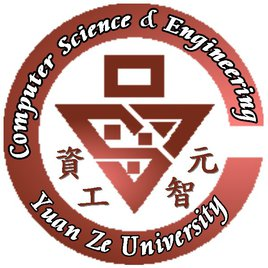 Computer Science & Engineering
資工
元智
Yuan Ze University